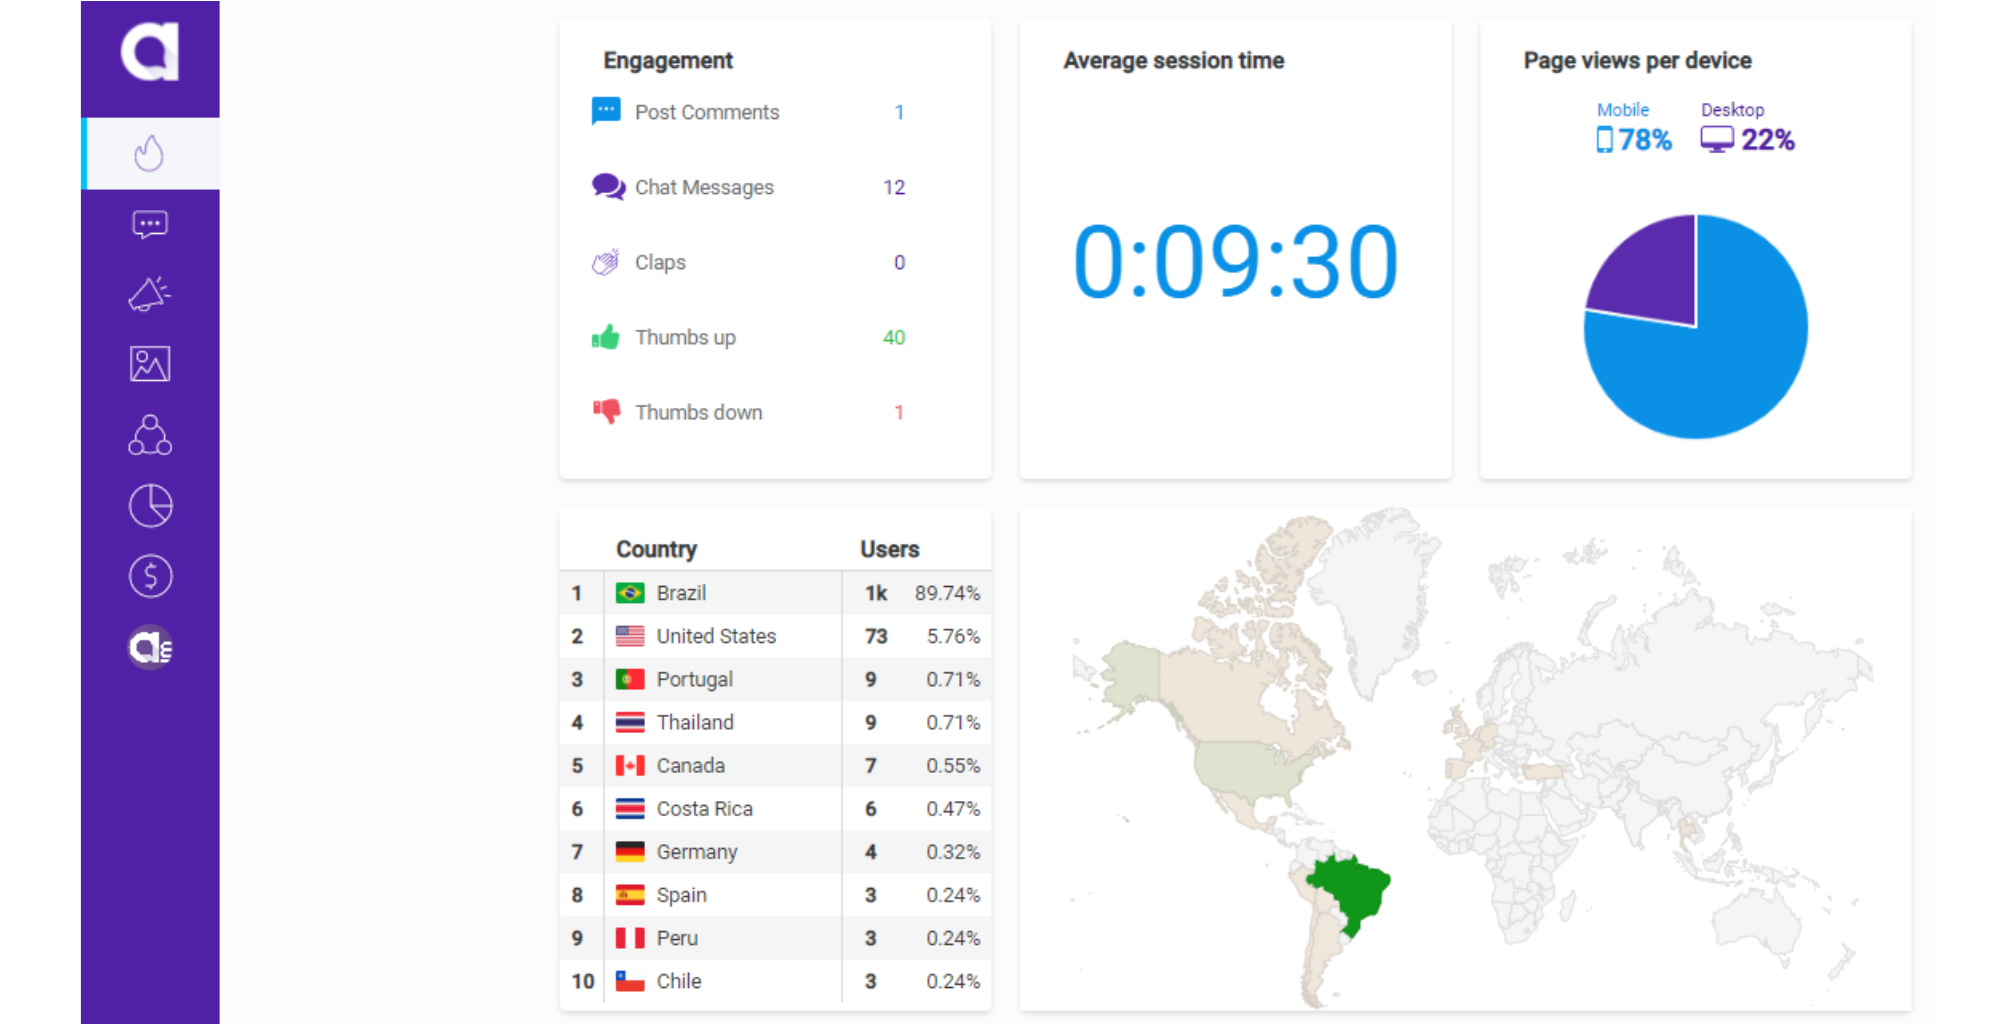 Engagement
Post Comments 1
Chat Messages 12
Claps 0
Thumbs up 40
Thumbs down 1
Average session time
0:09:30
Page views per device
Mobile Desktop
78% 22%
Country Users
1 Brazil 1k 89.74%
2 United States 73 5.76%
3 Portugal 9 0.71%
4 Thailand 9 0.71%
5 Canada 7 0.55%
6 Costa Rica 6 0.47%
7 Germany 4 0.32%
8 Spain 3 0.24%
9 Peru 3 0.24%
10 Chile 3 0.24%